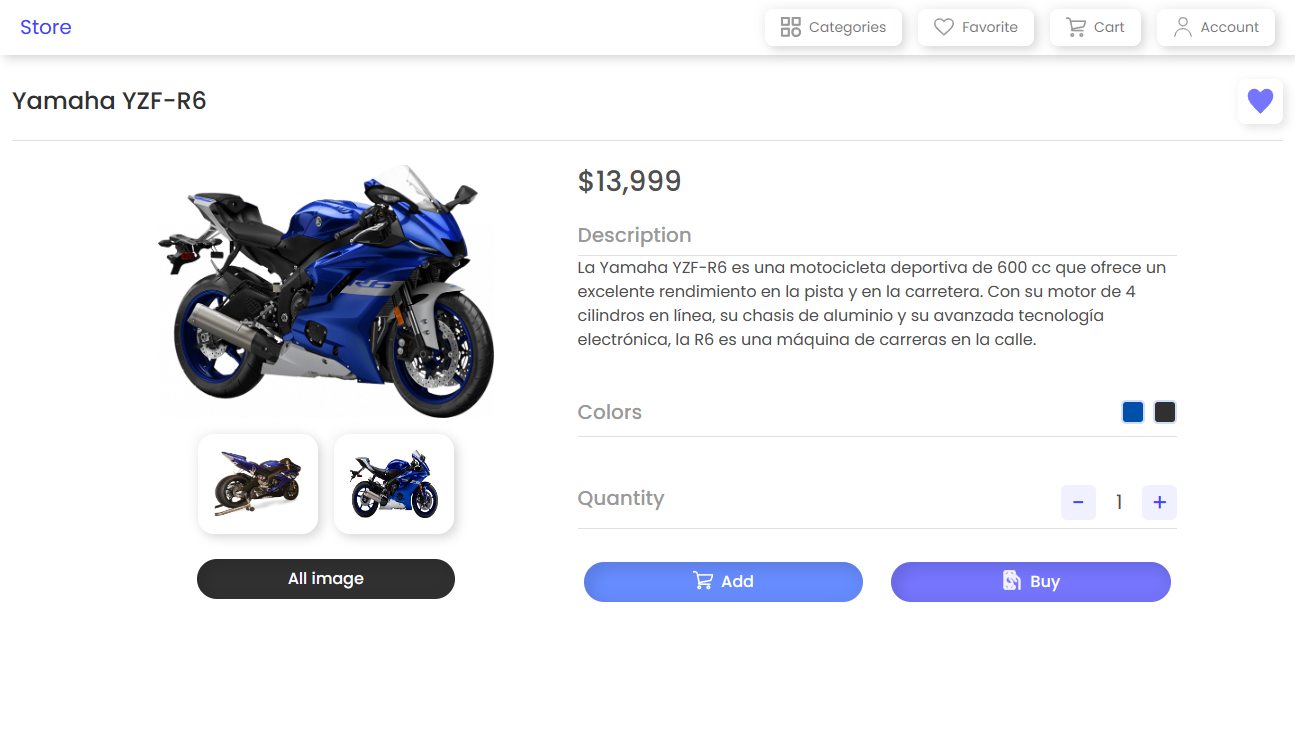 Store
Categories
Favorite
Cart
Account
Yamaha YZF-R6
$13,999
Description
La Yamaha YZF-R6 es una motocicleta deportiva de 600 cc que ofrece un
excelente rendimiento en la pista y en la carretera. Con su motor de 4
cilindros en línea, su chasis de aluminio y su avanzada tecnología
electrónica, la R6 es una máquina de carreras en la calle.
R6
Colors
Quantity
- 1 +
All image
Add
Buy